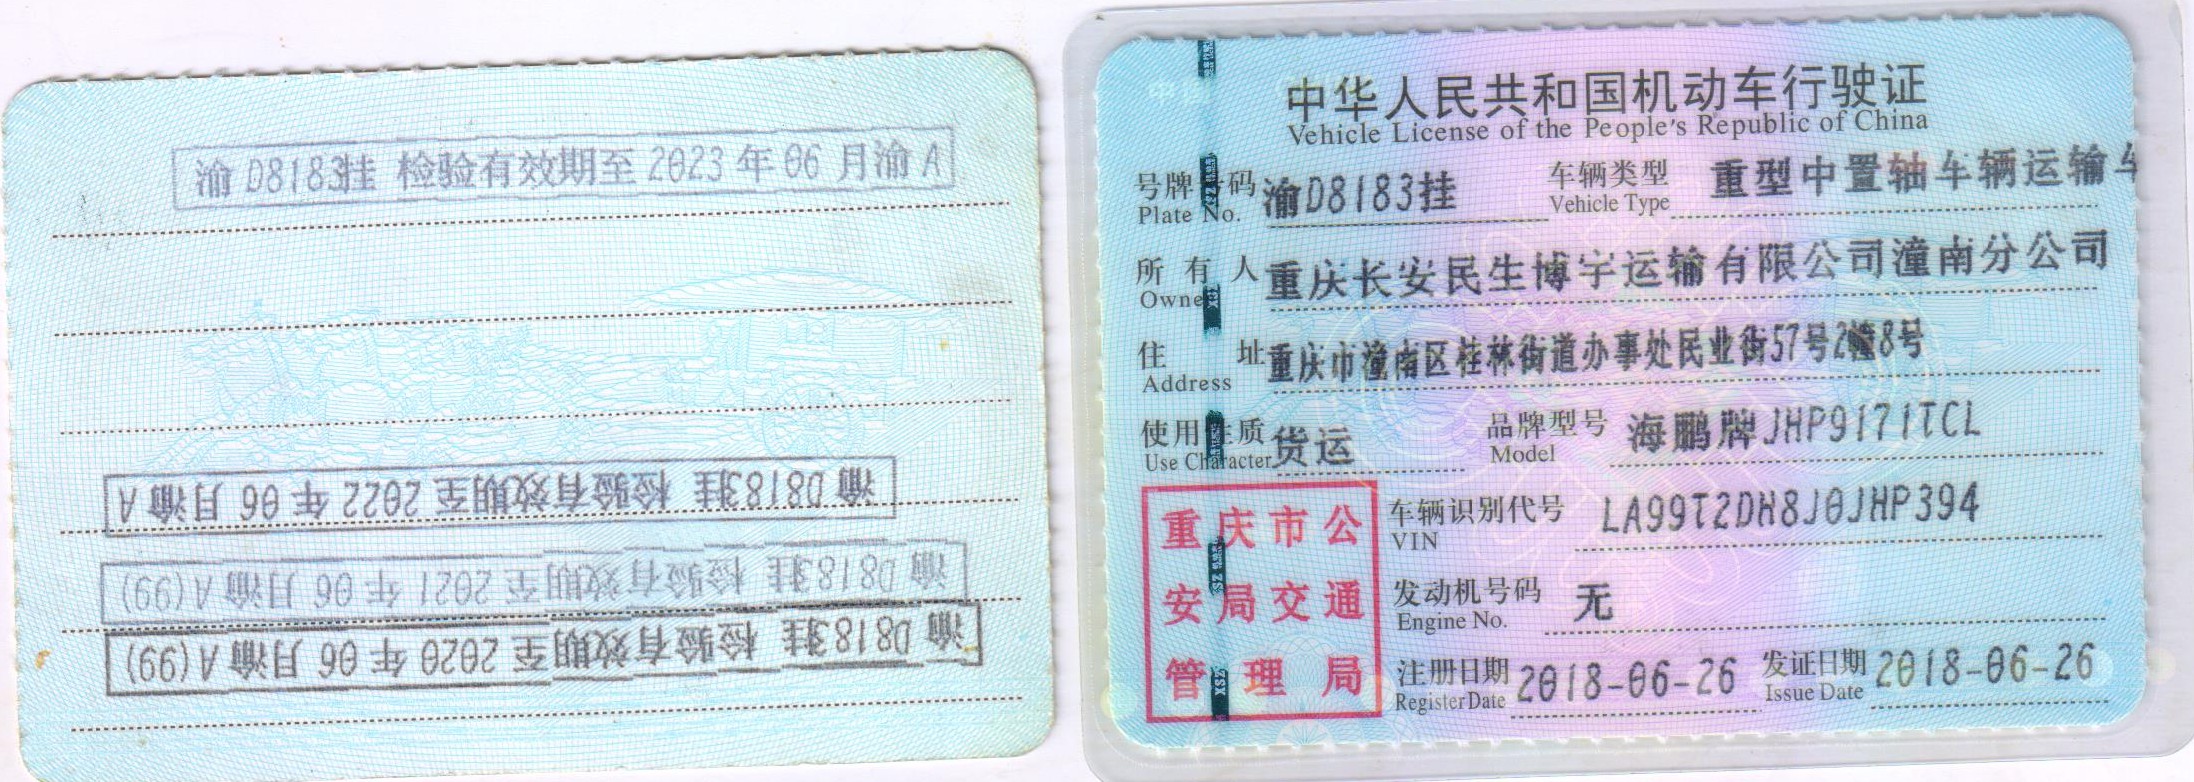 渝D8183挂 检验有效期至2023年06月渝A
渝D8183挂 检验有效期至2022年06月渝A
渝D8183挂 检验有效期至2021年06月渝A(99)
渝D8183挂 检验有效期至2020年06月渝A(99)
中华人民共和国机动车行驶证
Vehicle License of the People's Republic of China
号牌号码 渝D8183挂 车辆类型 重型中置轴车辆运输车
Plate No. Vehicle Type
所有人 重庆长安民生博宇运输有限公司潼南分公司
Owner
住址 重庆市潼南区桂林街道办事处民业街57号2幢8号
Address
使用性质 货运 品牌型号 海鹏牌JHP9171TCL
Use Character Model
车辆识别代号 LA99T2DH8J0JHP394
VIN
发动机号码 无
Engine No.
注册日期 2018-06-26 发证日期 2018-06-26
Register Date Issue Date
重庆市公
安局交通
管理局